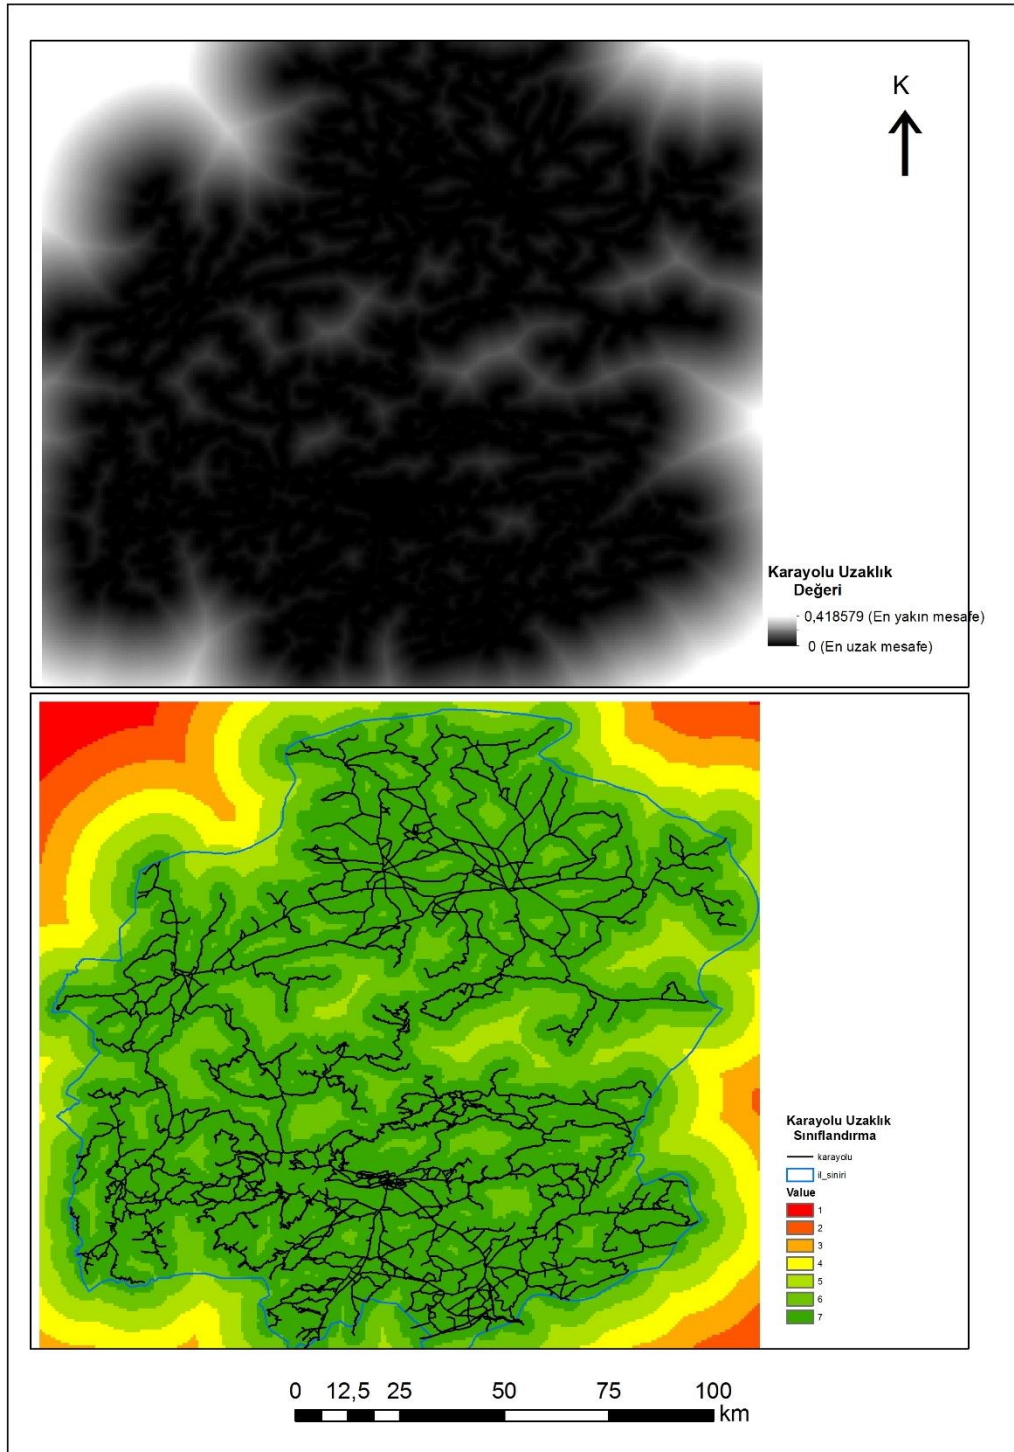 K
Karayolu Uzaklık
Değeri
0,418579 (En yakın mesafe)
0 (En uzak mesafe)
Karayolu Uzaklık
Sınıflandırma
karayolu
il_siniri
Value
1
2
3
4
5
6
7
0 12,5 25 50 75 100
km